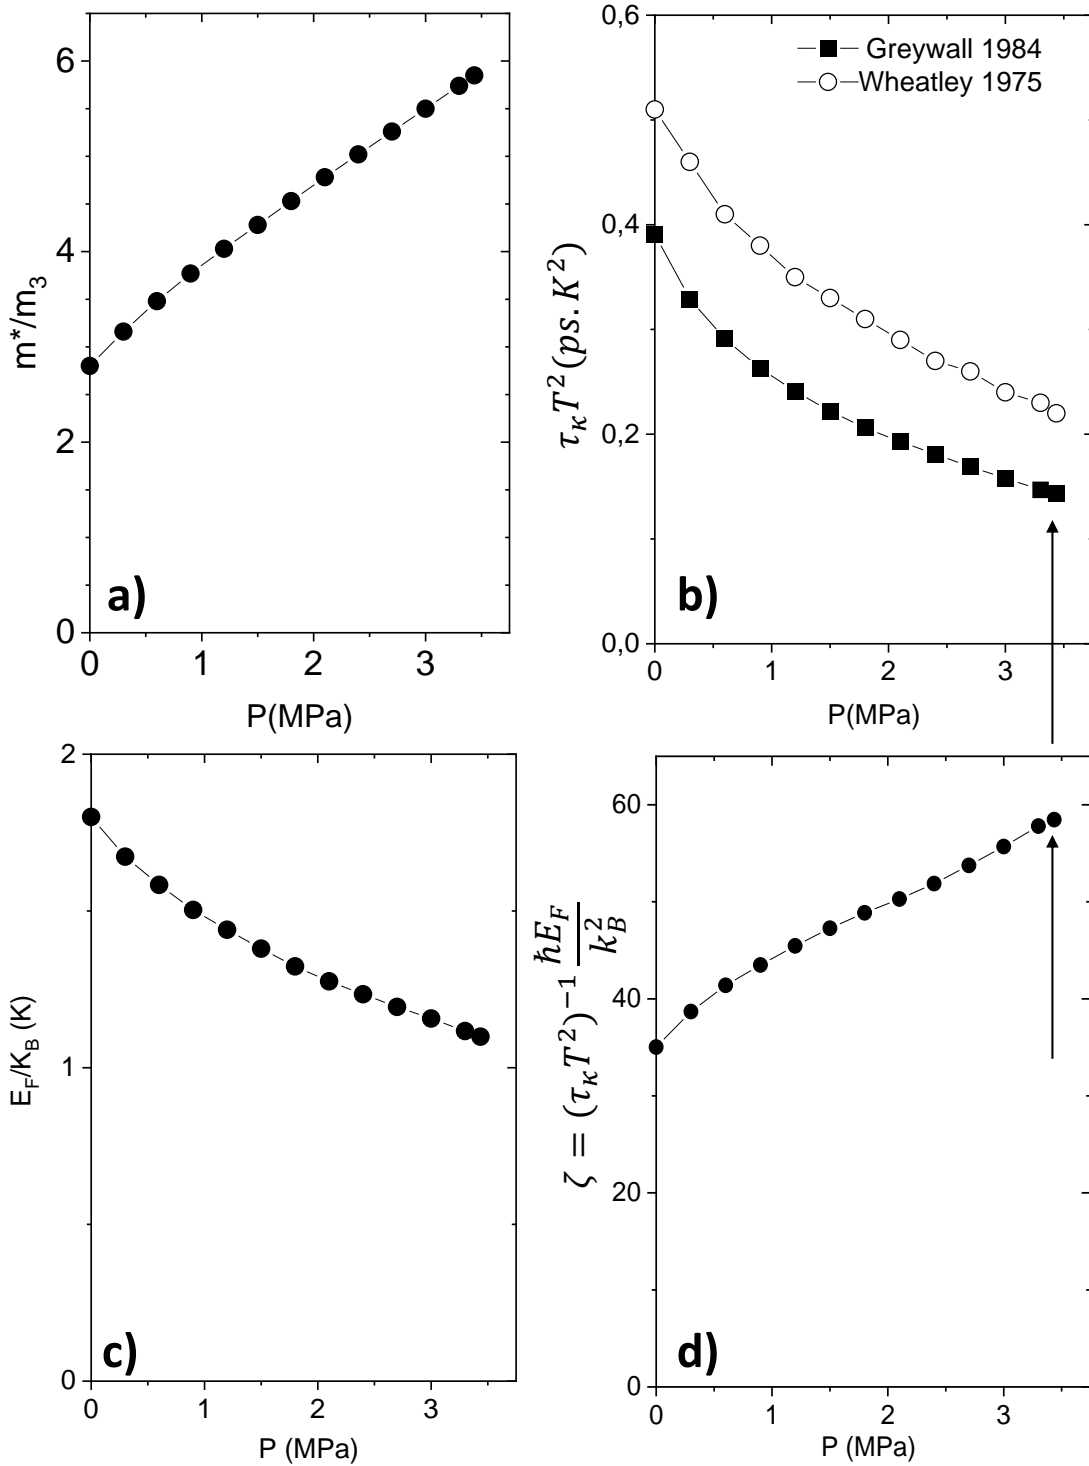 6
4
2
0
m*/m3
a)
0 1 2 3
P(MPa)
0,6
0,4
0,2
0,0
τκT² (ps.K²)
Greywall 1984
Wheatley 1975
b)
0 1 2 3
P(MPa)
2
1
0
EF/KB (K)
c)
0 1 2 3
P (MPa)
60
40
20
0
ζ = (τκT²)⁻¹ ħEF/k²B
d)
0 1 2 3
P (MPa)